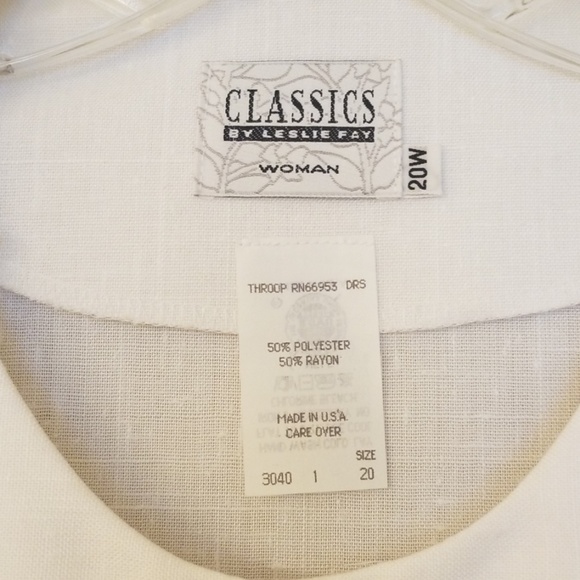 CLASSICS
BY LESLIE FAY
WOMAN
20W
THROOP RN66953 DRS
50% POLYESTER
50% RAYON
MADE IN U.S.A.
CARE OVER
SIZE
3040 1 20